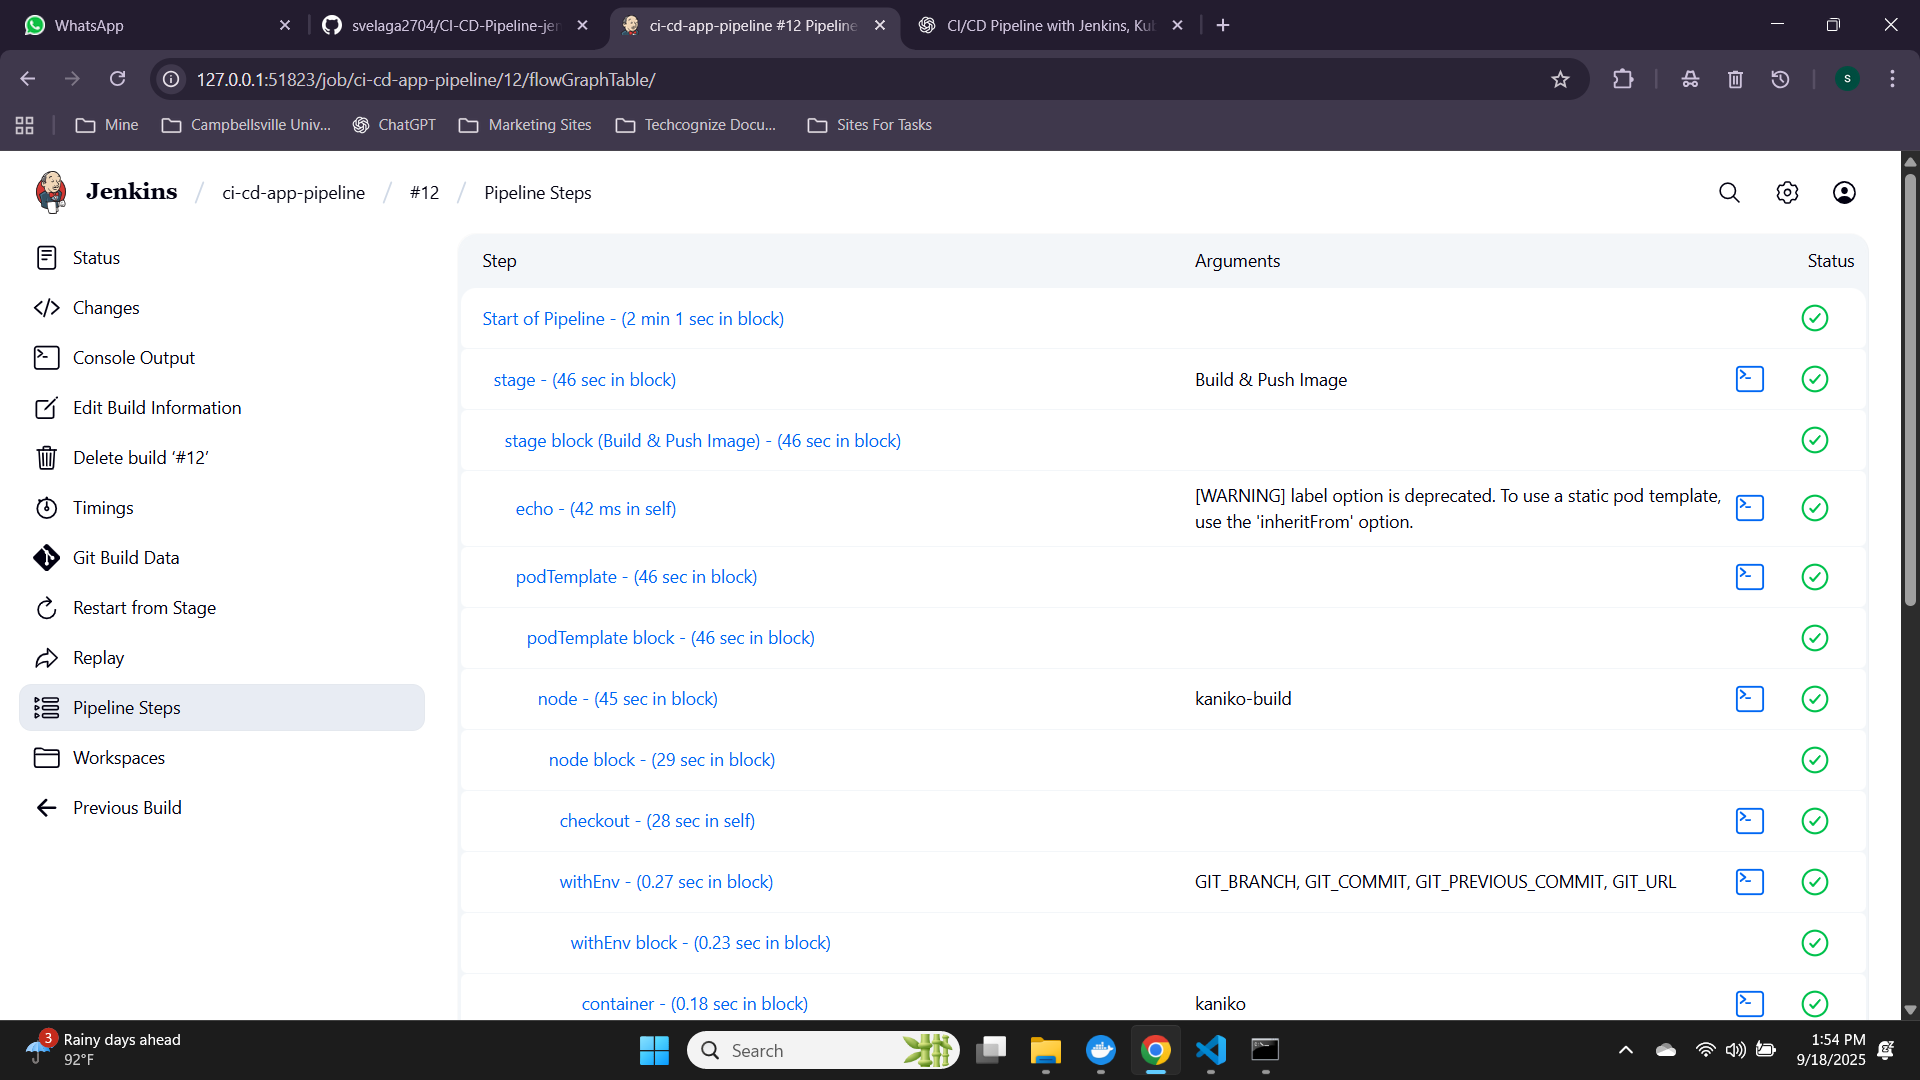 WhatsApp
svelaga2704/CI-CD-Pipeline-jen
ci-cd-app-pipeline #12 Pipeline
CI/CD Pipeline with Jenkins, Kub
127.0.0.1:51823/job/ci-cd-app-pipeline/12/flowGraphTable/
S
Mine
Campbellsville Univ...
ChatGPT
Marketing Sites
Techcognize Docu...
Sites For Tasks
Jenkins / ci-cd-app-pipeline / #12 / Pipeline Steps
Status
Changes
Console Output
Edit Build Information
Delete build ‘#12’
Timings
Git Build Data
Restart from Stage
Replay
Pipeline Steps
Workspaces
Previous Build
Step Arguments Status
Start of Pipeline - (2 min 1 sec in block)
stage - (46 sec in block) Build & Push Image
stage block (Build & Push Image) - (46 sec in block)
echo - (42 ms in self) [WARNING] label option is deprecated. To use a static pod template,
use the 'inheritFrom' option.
podTemplate - (46 sec in block)
podTemplate block - (46 sec in block)
node - (45 sec in block) kaniko-build
node block - (29 sec in block)
checkout - (28 sec in self)
withEnv - (0.27 sec in block) GIT_BRANCH, GIT_COMMIT, GIT_PREVIOUS_COMMIT, GIT_URL
withEnv block - (0.23 sec in block)
container - (0.18 sec in block) kaniko
3
Rainy days ahead
92°F
Search
1:54 PM
9/18/2025